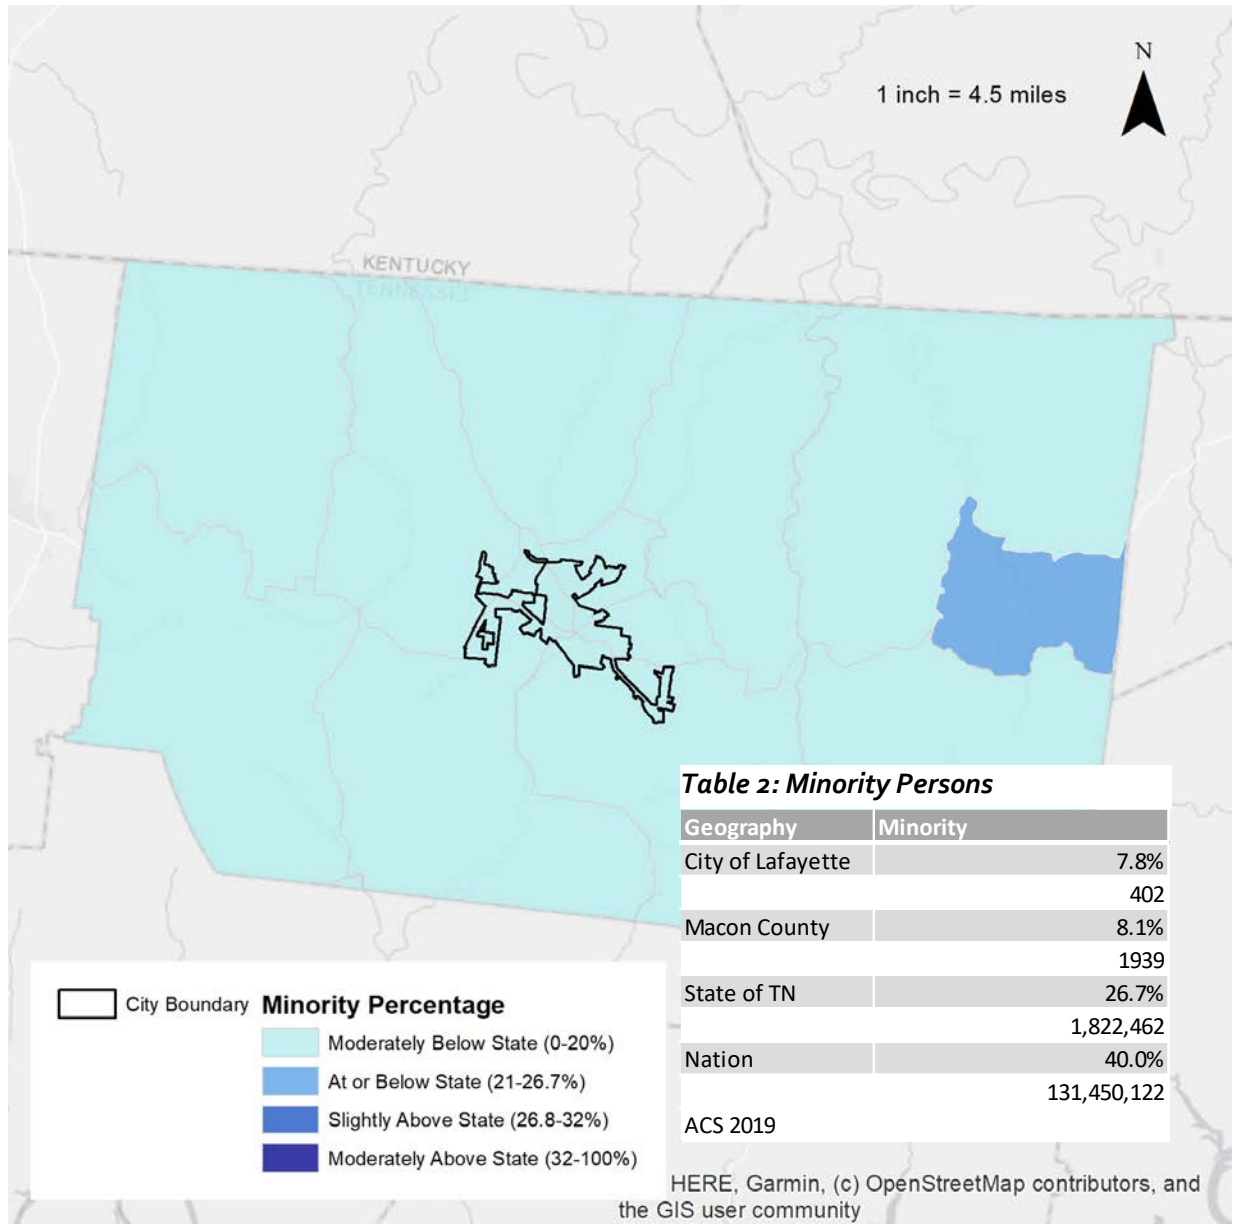 N
1 inch = 4.5 miles
KENTUCKY
TENNESSEE
Table 2: Minority Persons
Geography Minority
City of Lafayette 7.8%
402
Macon County 8.1%
1939
State of TN 26.7%
1,822,462
Nation 40.0%
131,450,122
ACS 2019
City Boundary
Minority Percentage
Moderately Below State (0-20%)
At or Below State (21-26.7%)
Slightly Above State (26.8-32%)
Moderately Above State (32-100%)
HERE, Garmin, (c) OpenStreetMap contributors, and
the GIS user community